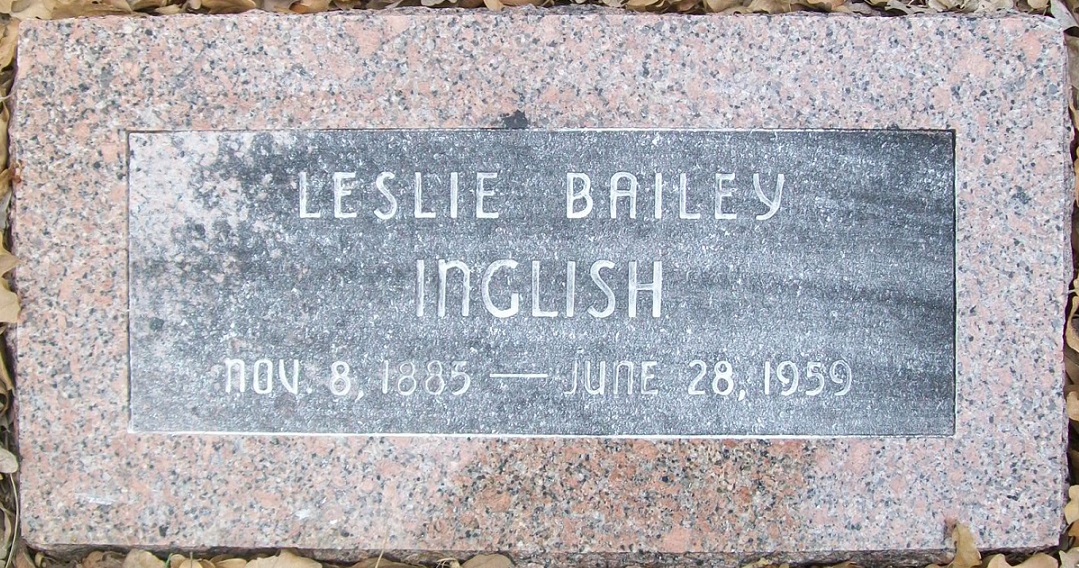 LESLIE BAILEY
INGLISH
NOV. 8, 1885 — JUNE 28, 1959